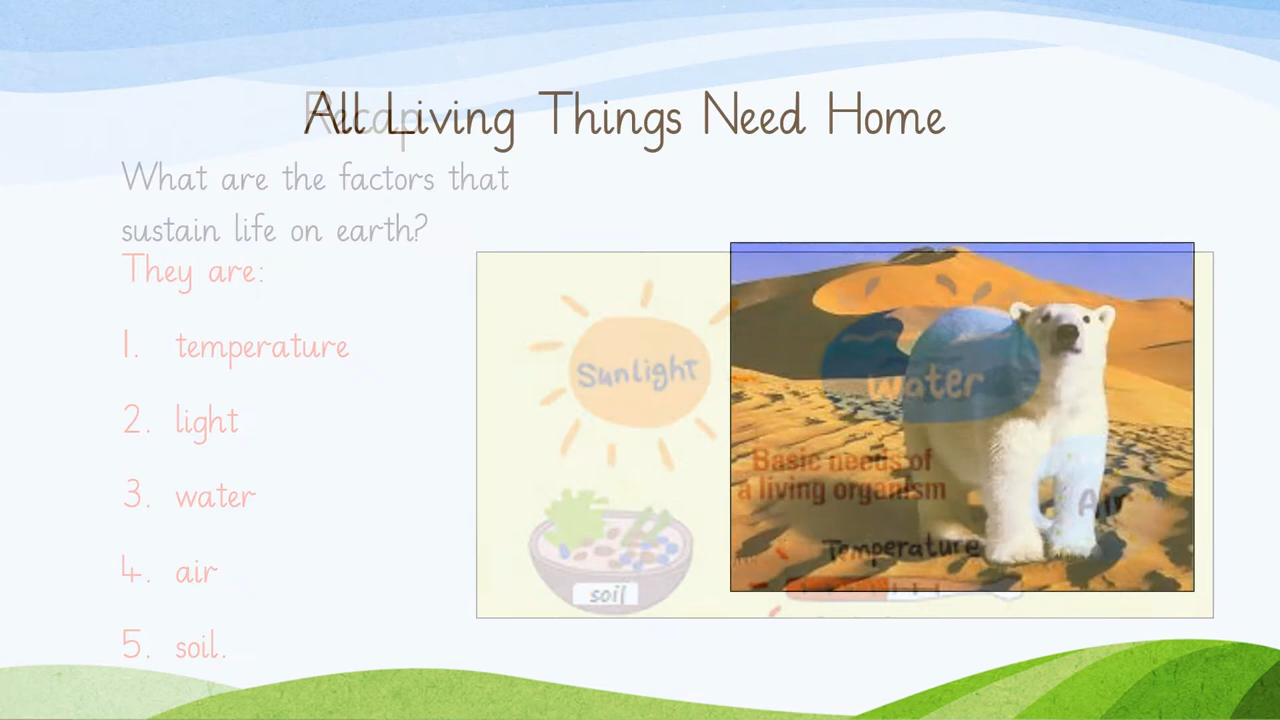 Recap
All Living Things Need Home
What are the factors that
sustain life on earth?
They are:
1. temperature
2. light
3. water
4. air
5. soil.
Sunlight
water
Basic needs of
a living organism
Air
Temperature
soil